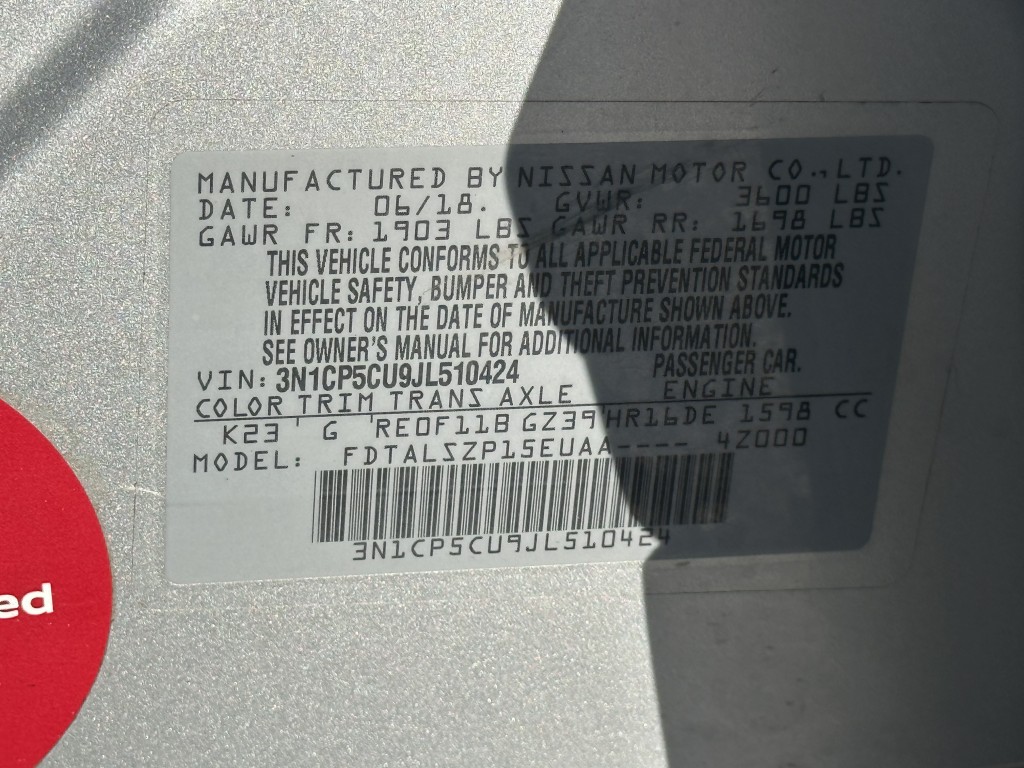 MANUFACTURED BY NISSAN MOTOR CO., LTD.
DATE: 06/18. GVWR: 3600 LBS
GAWR FR: 1903 LBS GAWR RR: 1698 LBS
THIS VEHICLE CONFORMS TO ALL APPLICABLE FEDERAL MOTOR
VEHICLE SAFETY, BUMPER AND THEFT PREVENTION STANDARDS
IN EFFECT ON THE DATE OF MANUFACTURE SHOWN ABOVE.
SEE OWNER'S MANUAL FOR ADDITIONAL INFORMATION.
VIN: 3N1CP5CU9JL510424 PASSENGER CAR.
COLOR TRIM TRANS AXLE ENGINE
K23 G RE0F11B GZ39 HR16DE 1598 CC
MODEL: FDTALSZP15EUAA---- 4Z000
3N1CP5CU9JL510424
ed